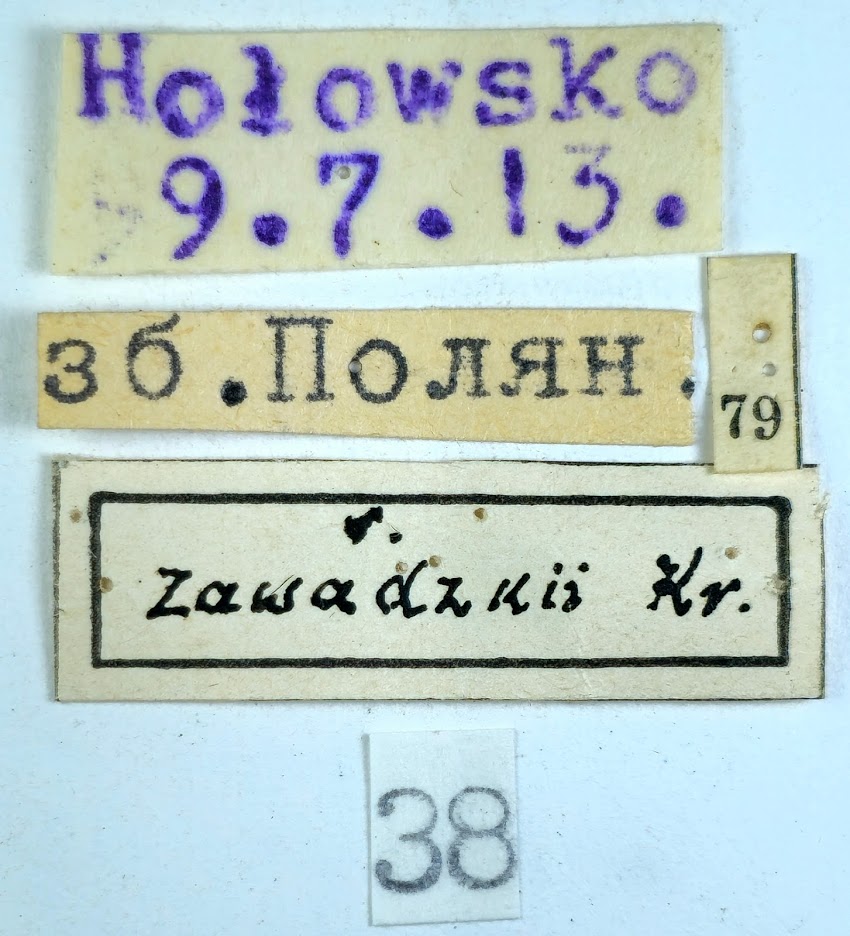 Hołowsko
9.7.13.
зб.Полян.
79
v.
zawadzkii Kr.
38